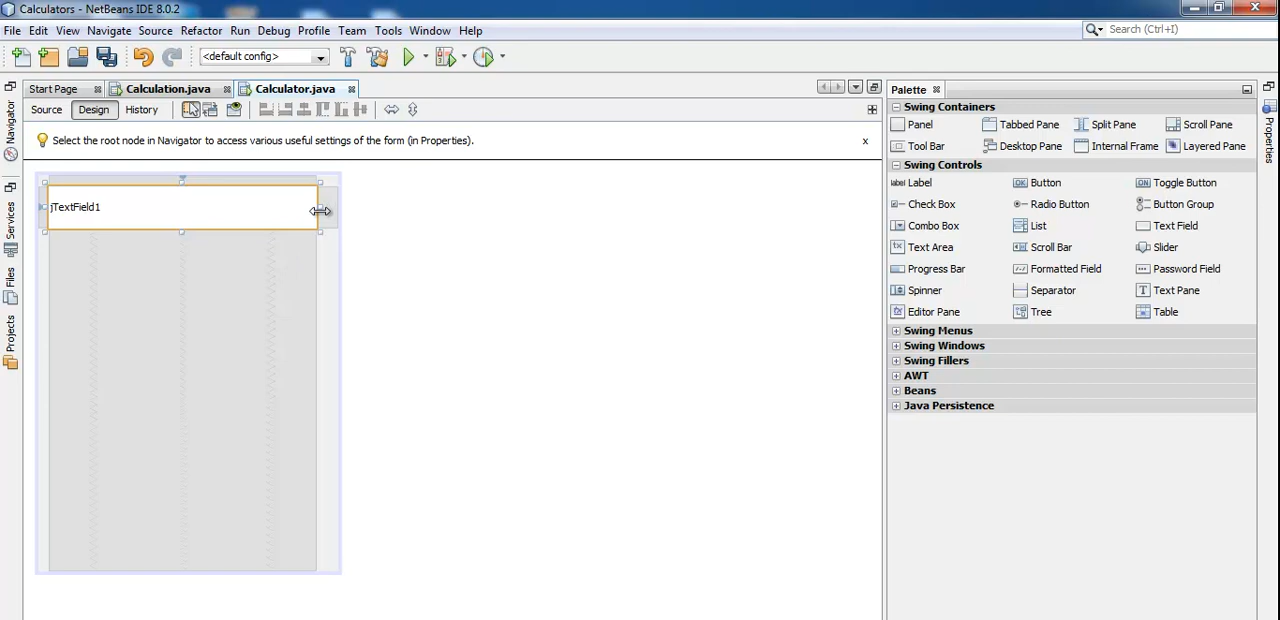 Calculators - NetBeans IDE 8.0.2
File Edit View Navigate Source Refactor Run Debug Profile Team Tools Window Help
Search (Ctrl+I)
<default config>
Start Page Calculation.java Calculator.java
Source Design History
Select the root node in Navigator to access various useful settings of the form (in Properties). x
jTextField1
Navigator
Services
Files
Projects
Palette
Swing Containers
Panel Tabbed Pane Split Pane Scroll Pane
Tool Bar Desktop Pane Internal Frame Layered Pane
Swing Controls
label Label OK Button ON Toggle Button
Check Box Radio Button Button Group
Combo Box List Text Field
Text Area Scroll Bar Slider
Progress Bar Formatted Field Password Field
Spinner Separator T Text Pane
Editor Pane Tree Table
Swing Menus
Swing Windows
Swing Fillers
AWT
Beans
Java Persistence
Properties